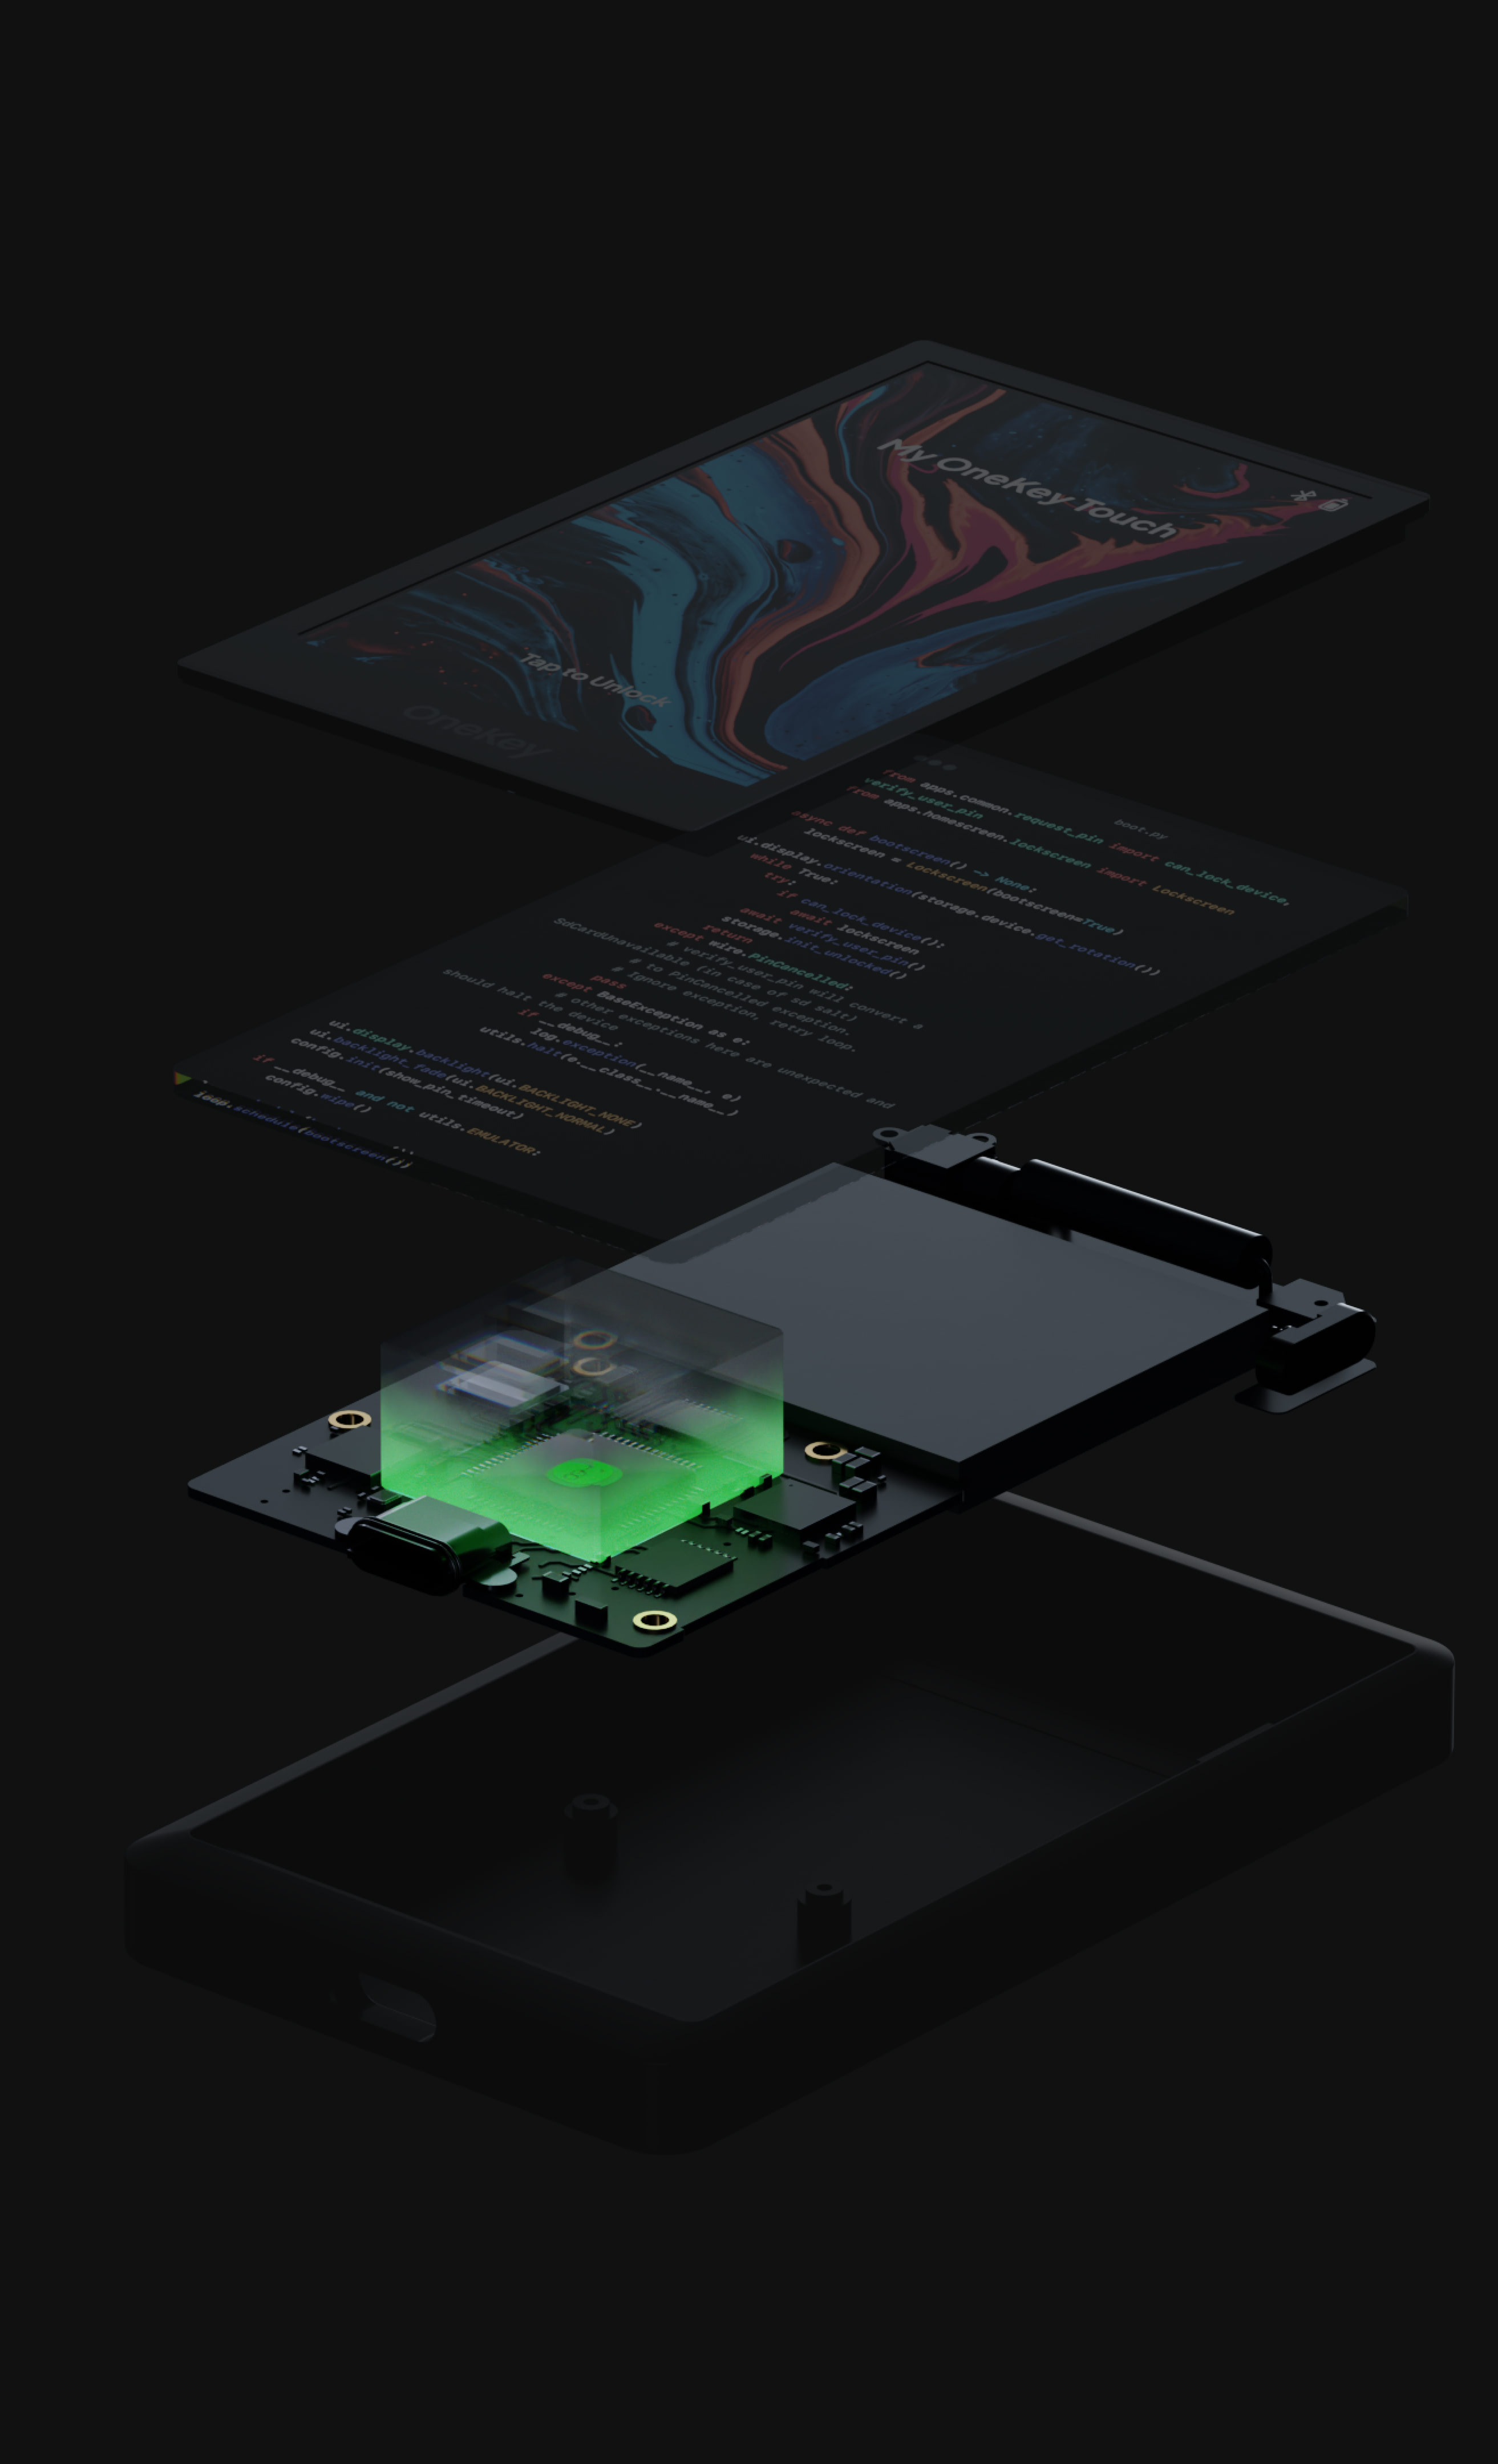 My OneKey Touch
Tap to Unlock
OneKey
boot.py
from apps.common.request_pin import can_lock_device,
verify_user_pin
from apps.homescreen.lockscreen import Lockscreen
async def bootscreen() -> None:
lockscreen = Lockscreen(bootscreen=True)
ui.display.orientation(storage.device.get_rotation())
while True:
try:
if can_lock_device():
await lockscreen
await verify_user_pin()
storage.init_unlocked()
return
except wire.PinCancelled:
# verify_user_pin will convert a
SdCardUnavailable (in case of sd salt)
# to PinCancelled exception.
# Ignore exception, retry loop.
pass
except BaseException as e:
# other exceptions here are unexpected and
should halt the device
if __debug__:
log.exception(__name__, e)
utils.halt(e.__class__.__name__)
ui.display.backlight(ui.BACKLIGHT_NONE)
ui.backlight_fade(ui.BACKLIGHT_NORMAL)
config.init(show_pin_timeout)
if __debug__ and not utils.EMULATOR:
config.wipe()
loop.schedule(bootscreen())